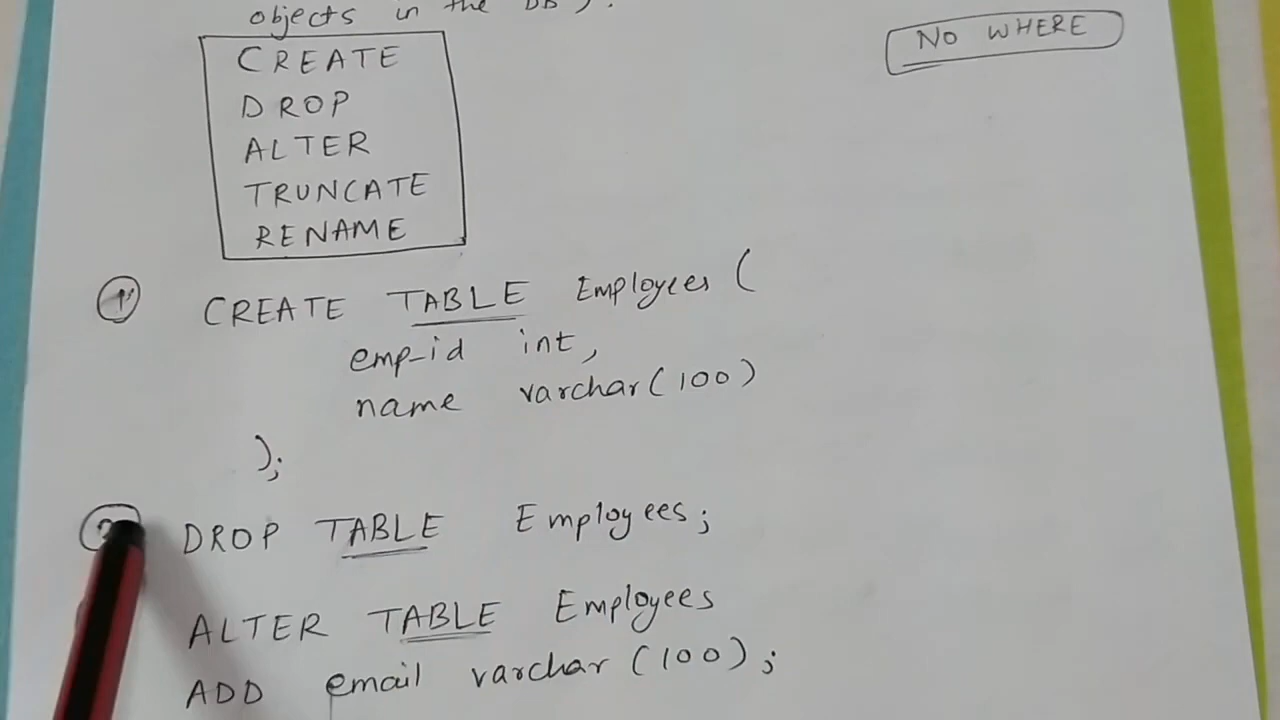 objects in the DB).
NO WHERE
CREATE
DROP
ALTER
TRUNCATE
RENAME
1 CREATE TABLE Employees (
emp_id int,
name varchar(100)
);
DROP TABLE Employees;
ALTER TABLE Employees
ADD email varchar (100);